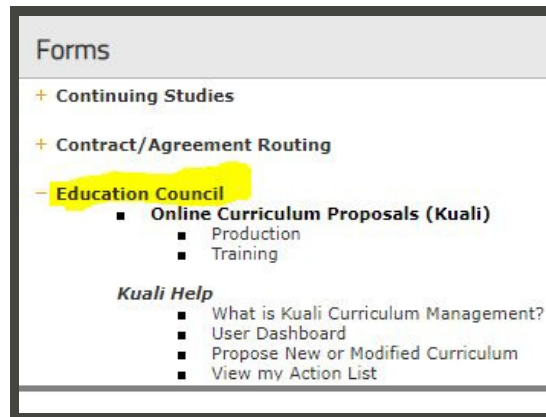 Forms
+ Continuing Studies
+ Contract/Agreement Routing
− Education Council
▪ Online Curriculum Proposals (Kuali)
▪ Production
▪ Training
Kuali Help
▪ What is Kuali Curriculum Management?
▪ User Dashboard
▪ Propose New or Modified Curriculum
▪ View my Action List